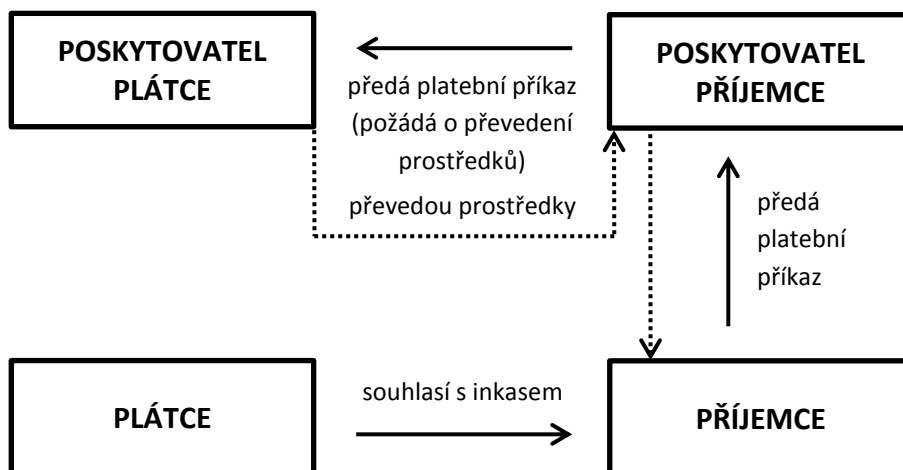 POSKYTOVATEL
PLÁTCE
předá platební příkaz
(požádá o převedení
prostředků)
převedou prostředky
POSKYTOVATEL
PŘÍJEMCE
předá
platební
příkaz
PLÁTCE
souhlasí s inkasem
PŘÍJEMCE